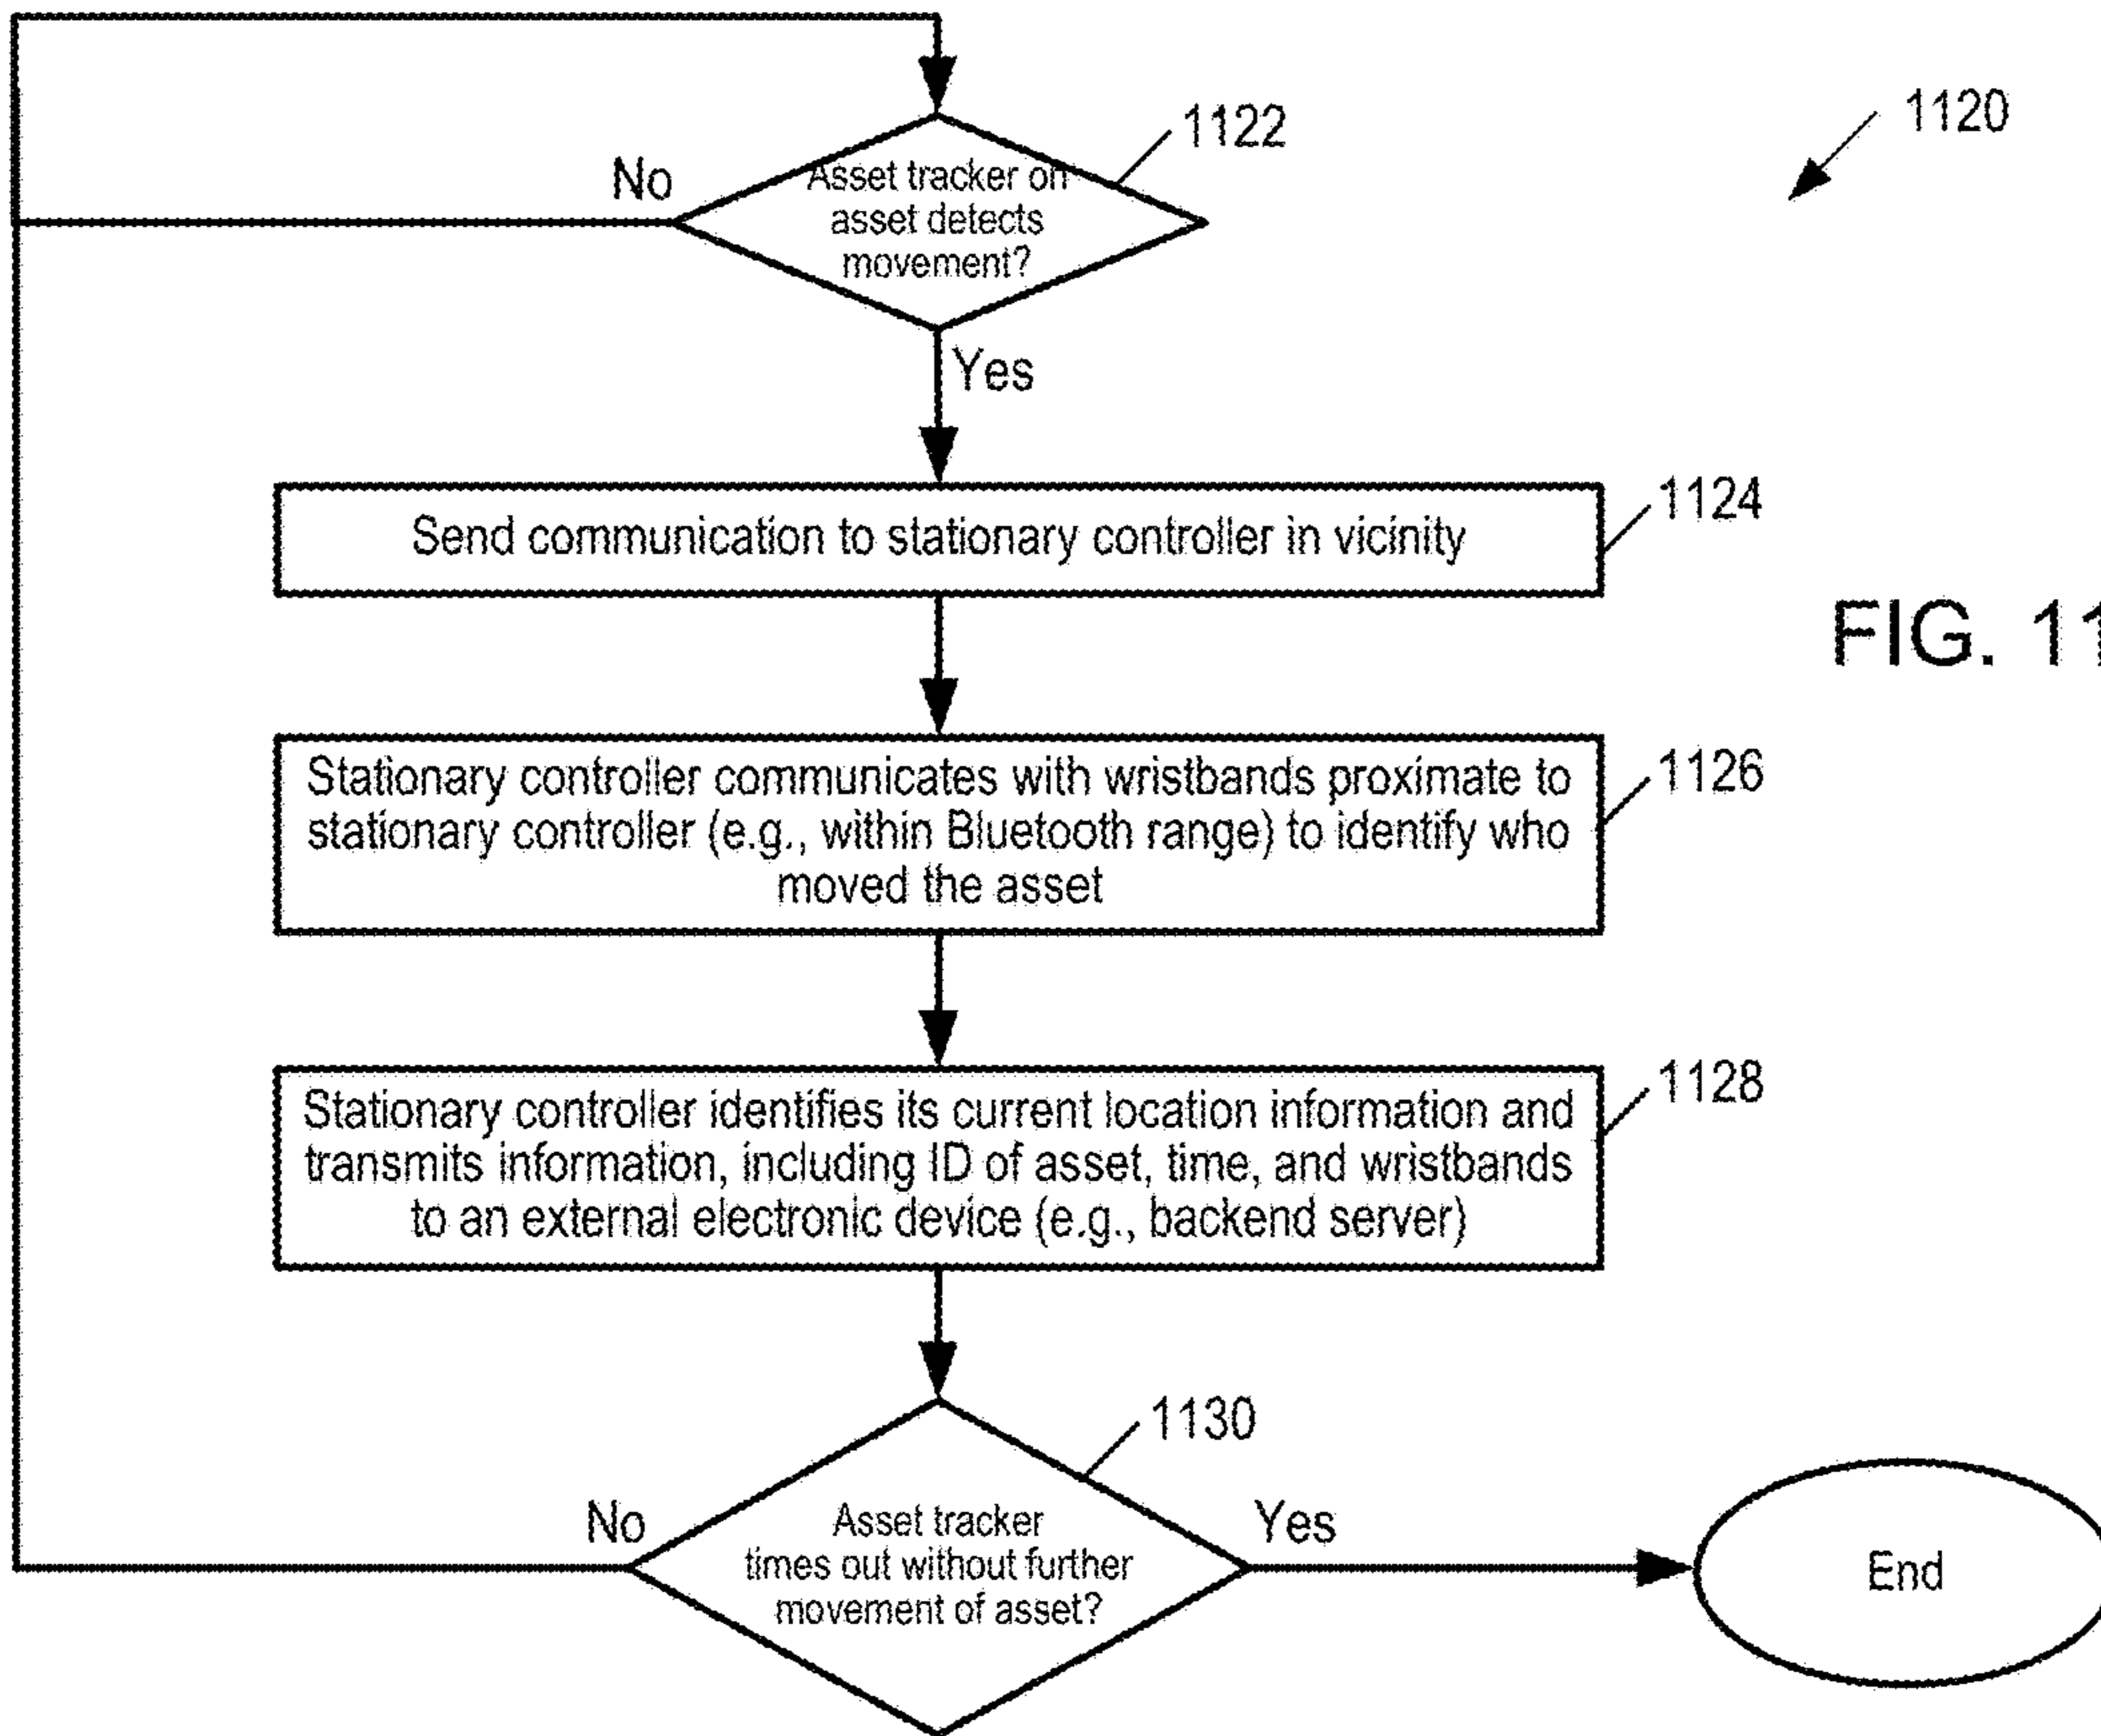 1120
1122
No
Asset tracker on
asset detects
movement?
Yes
1124
Send communication to stationary controller in vicinity
FIG. 11
1126
Stationary controller communicates with wristbands proximate to
stationary controller (e.g., within Bluetooth range) to identify who
moved the asset
1128
Stationary controller identifies its current location information and
transmits information, including ID of asset, time, and wristbands
to an external electronic device (e.g., backend server)
1130
No
Asset tracker
times out without further
movement of asset?
Yes
End